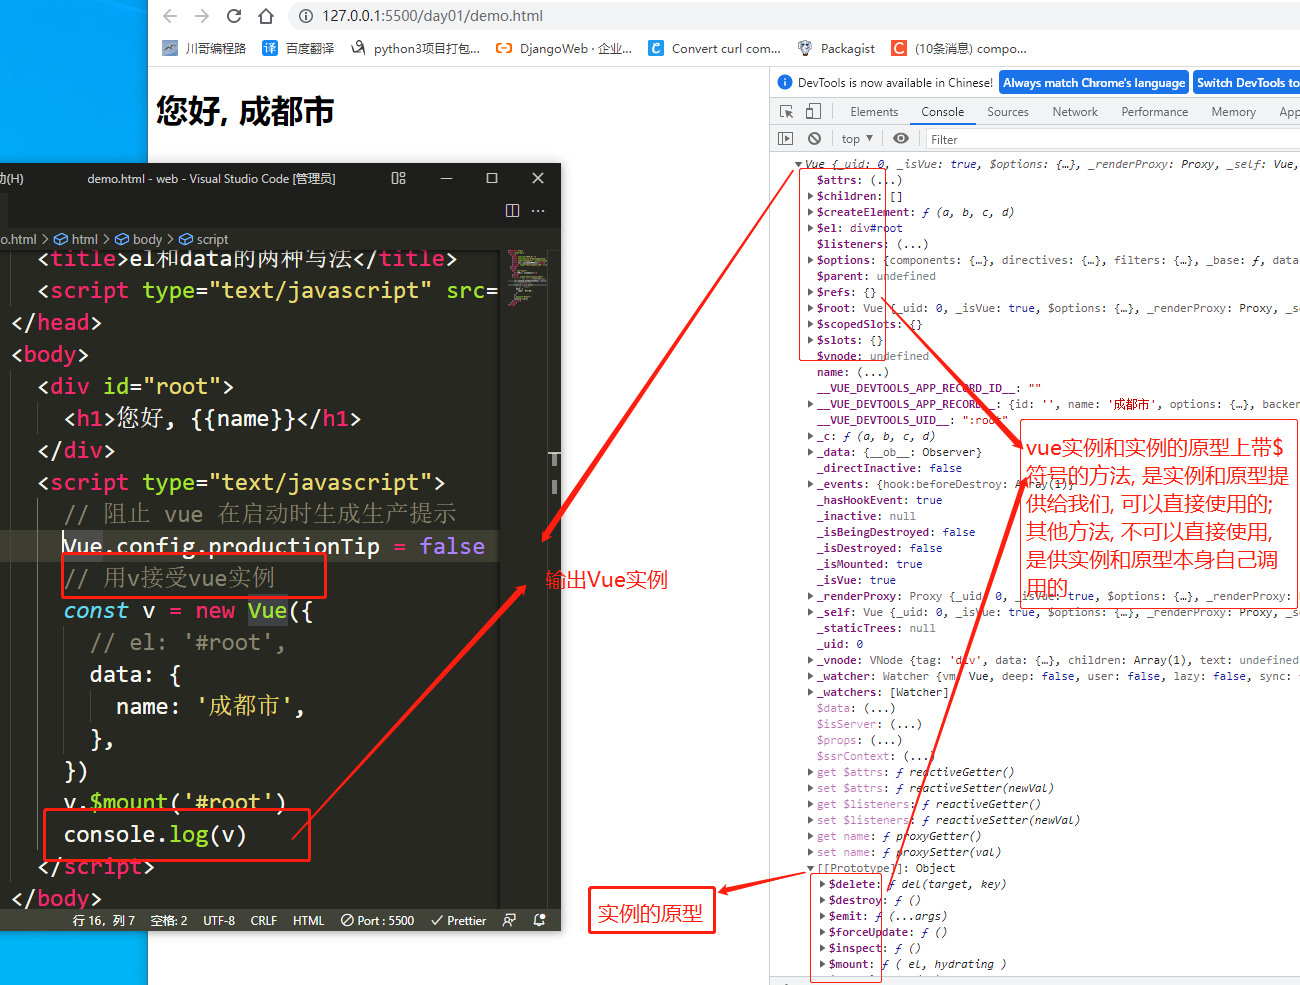 127.0.0.1:5500/day01/demo.html
川哥编程路 百度翻译 python3项目打包... DjangoWeb · 企业... Convert curl com... Packagist (10条消息) compo...
您好, 成都市
DevTools is now available in Chinese! Always match Chrome's language Switch DevTools to
Elements Console Sources Network Performance Memory
top ▼ Filter
(H) demo.html - web - Visual Studio Code [管理员]
o.html > html > body > script
<title>el和data的两种写法</title>
<script type="text/javascript" src=
</head>
<body>
<div id="root">
<h1>您好, {{name}}</h1>
</div>
<script type="text/javascript">
// 阻止 vue 在启动时生成生产提示
Vue.config.productionTip = false
// 用v接受vue实例
const v = new Vue({
// el: '#root',
data: {
name: '成都市',
},
})
v.$mount('#root')
console.log(v)
</script>
</body>
行 16，列 7 空格: 2 UTF-8 CRLF HTML Port : 5500 Prettier
输出Vue实例
实例的原型
▼Vue {_uid: 0, _isVue: true, $options: {…}, _renderProxy: Proxy, _self: Vue,
$attrs: (...)
▶$children: []
▶$createElement: ƒ (a, b, c, d)
▶$el: div#root
$listeners: (...)
▶$options: {components: {…}, directives: {…}, filters: {…}, _base: ƒ, data
$parent: undefined
▶$refs: {}
▶$root: Vue {_uid: 0, _isVue: true, $options: {…}, _renderProxy: Proxy, _s
▶$scopedSlots: {}
▶$slots: {}
$vnode: undefined
name: (...)
__VUE_DEVTOOLS_APP_RECORD_ID__: ""
▶__VUE_DEVTOOLS_APP_RECORD__: {id: '', name: '成都市', options: {…}, backen
__VUE_DEVTOOLS_UID__: ":root"
▶_c: ƒ (a, b, c, d)
▶_data: {__ob__: Observer}
_directInactive: false
▶_events: {hook:beforeDestroy: Array(1)}
_hasHookEvent: true
_inactive: null
_isBeingDestroyed: false
_isDestroyed: false
_isMounted: true
_isVue: true
▶_renderProxy: Proxy {_uid: 0, _isVue: true, $options: {…}, _renderProxy:
▶_self: Vue {_uid: 0, _isVue: true, $options: {…}, _renderProxy: Proxy, _s
_staticTrees: null
_uid: 0
▶_vnode: VNode {tag: 'div', data: {…}, children: Array(1), text: undefined
▶_watcher: Watcher {vm: Vue, deep: false, user: false, lazy: false, sync:
▶_watchers: [Watcher]
$data: (...)
$isServer: (...)
$props: (...)
$ssrContext: (...)
▶get $attrs: ƒ reactiveGetter()
▶set $attrs: ƒ reactiveSetter(newVal)
▶get $listeners: ƒ reactiveGetter()
▶set $listeners: ƒ reactiveSetter(newVal)
▶get name: ƒ proxyGetter()
▶set name: ƒ proxySetter(val)
▼[[Prototype]]: Object
▶$delete: ƒ del(target, key)
▶$destroy: ƒ ()
▶$emit: ƒ (...args)
▶$forceUpdate: ƒ ()
▶$inspect: ƒ ()
▶$mount: ƒ ( el, hydrating )
vue实例和实例的原型上带$
符号的方法, 是实例和原型提
供给我们, 可以直接使用的;
其他方法, 不可以直接使用,
是供实例和原型本身自己调
用的